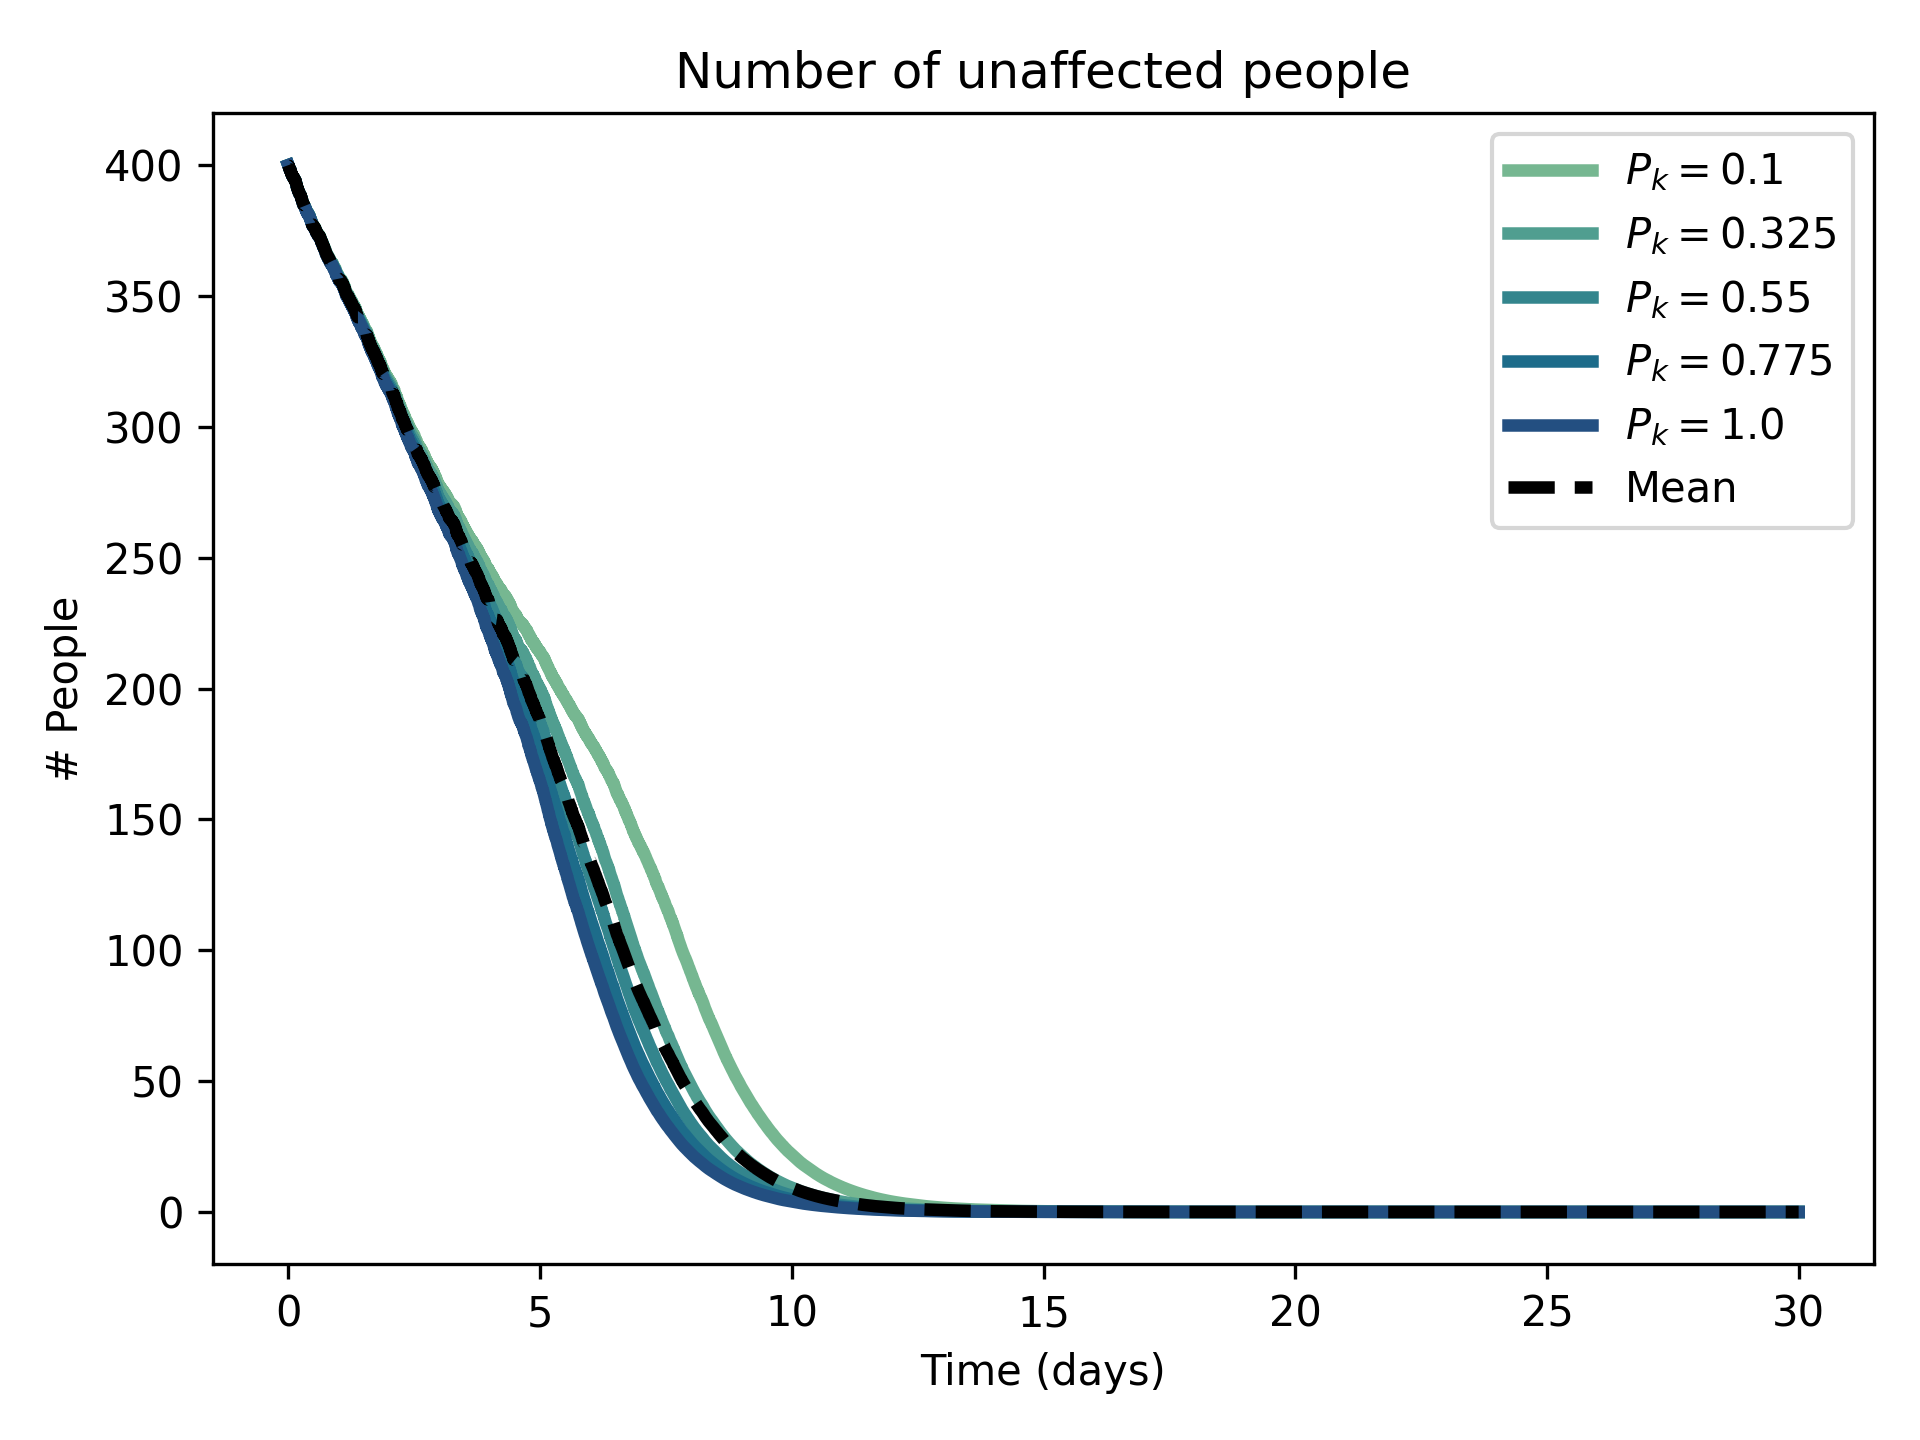 Number of unaffected people
400
350
300
250
200
150
100
50
0
# People
0 5 10 15 20 25 30
Time (days)
P_k = 0.1
P_k = 0.325
P_k = 0.55
P_k = 0.775
P_k = 1.0
Mean